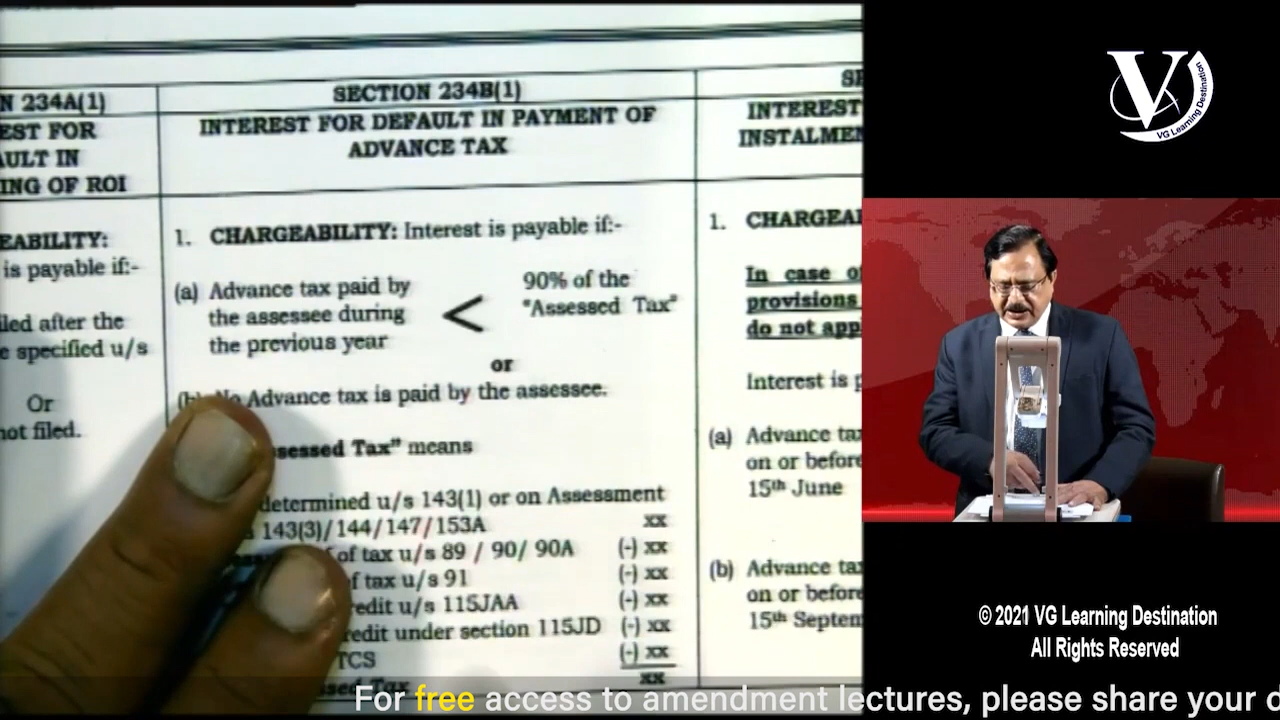 N 234A(1)
EST FOR
AULT IN
ING OF ROI
EABILITY:
is payable if:-
led after the
e specified u/s
Or
not filed.
SECTION 234B(1)
INTEREST FOR DEFAULT IN PAYMENT OF
ADVANCE TAX
1. CHARGEABILITY: Interest is payable if:-
(a) Advance tax paid by
the assessee during
the previous year
<
90% of the
"Assessed Tax"
or
(b) No Advance tax is paid by the assessee.
sessed Tax" means
determined u/s 143(1) or on Assessment
143(3)/144/147/153A xx
of tax u/s 89 / 90/ 90A (-) xx
f tax u/s 91 (-) xx
redit u/s 115JAA (-) xx
redit under section 115JD (-) xx
TCS (-) xx
xx
INTEREST
INSTALMEN
1. CHARGEAI
In case of
provisions
do not app
Interest is p
(a) Advance tax
on or before
15th June
(b) Advance tax
on or before
15th Septem
V
VG Learning Destination
© 2021 VG Learning Destination
All Rights Reserved
For free access to amendment lectures, please share your d